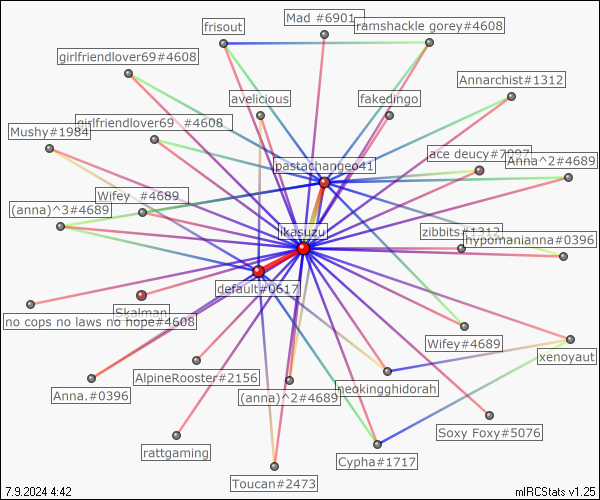 Mad #6901
frisout
ramshackle gorey#4608
girlfriendlover69#4608
Annarchist#1312
avelicious
fakedingo
girlfriendlover69 #4608
Mushy#1984
ace deucy#7997
Anna^2#4689
pastachangeo41
Wifey #4689
(anna)^3#4689
ikasuzu
zibbits#1312
hypomanianna#0396
default#0617
Skalman
no cops no laws no hope#4608
Wifey#4689
xenoyaut
AlpineRooster#2156
neokingghidorah
Anna.#0396
(anna)^2#4689
Soxy Foxy#5076
rattgaming
Cypha#1717
Toucan#2473
7.9.2024 4:42
mIRCStats v1.25